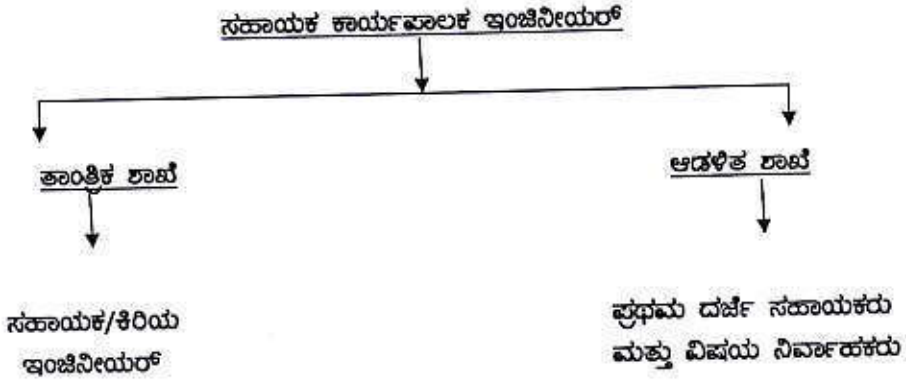 ಸಹಾಯಕ ಕಾರ್ಯಪಾಲಕ ಇಂಜಿನೀಯರ್
ತಾಂತ್ರಿಕ ಶಾಖೆ
ಆಡಳಿತ ಶಾಖೆ
ಸಹಾಯಕ/ಕಿರಿಯ
ಇಂಜಿನೀಯರ್
ಪ್ರಥಮ ದರ್ಜೆ ಸಹಾಯಕರು
ಮತ್ತು ವಿಷಯ ನಿರ್ವಾಹಕರು